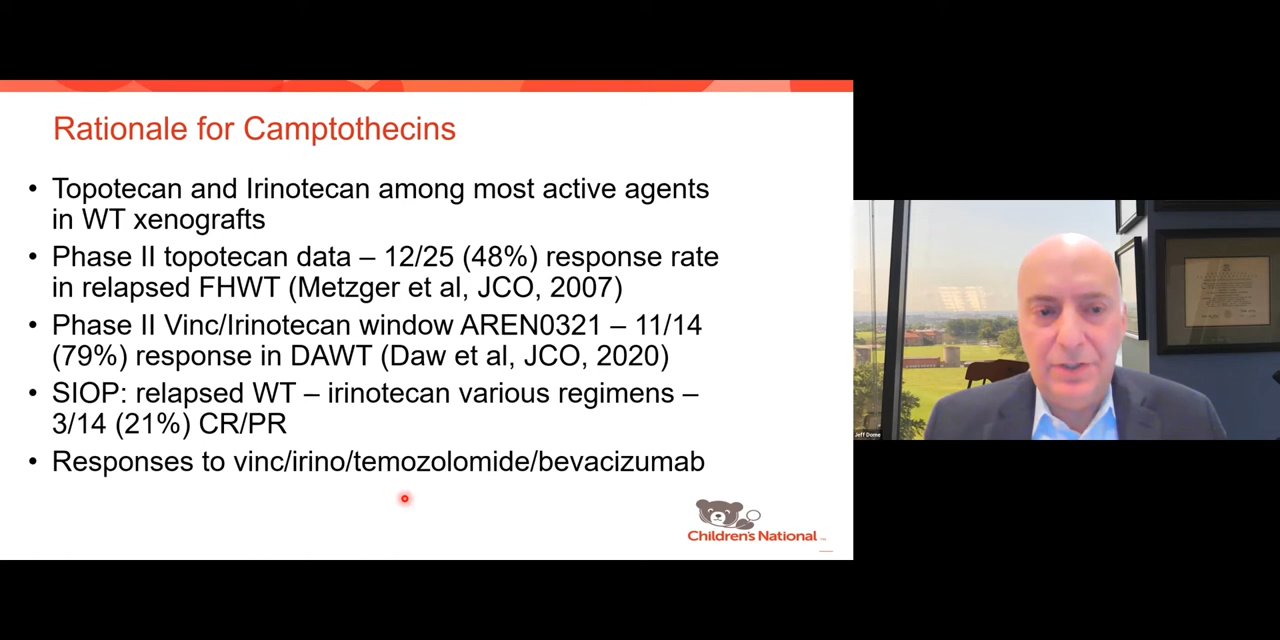 Rationale for Camptothecins
• Topotecan and Irinotecan among most active agents
in WT xenografts
• Phase II topotecan data – 12/25 (48%) response rate
in relapsed FHWT (Metzger et al, JCO, 2007)
• Phase II Vinc/Irinotecan window AREN0321 – 11/14
(79%) response in DAWT (Daw et al, JCO, 2020)
• SIOP: relapsed WT – irinotecan various regimens –
3/14 (21%) CR/PR
• Responses to vinc/irino/temozolomide/bevacizumab
Children's National
Jeff Dome